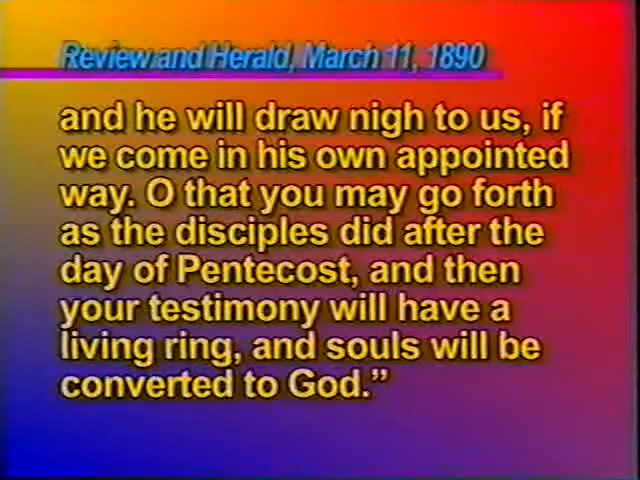 Review and Herald, March 11, 1890
and he will draw nigh to us, if
we come in his own appointed
way. O that you may go forth
as the disciples did after the
day of Pentecost, and then
your testimony will have a
living ring, and souls will be
converted to God.”